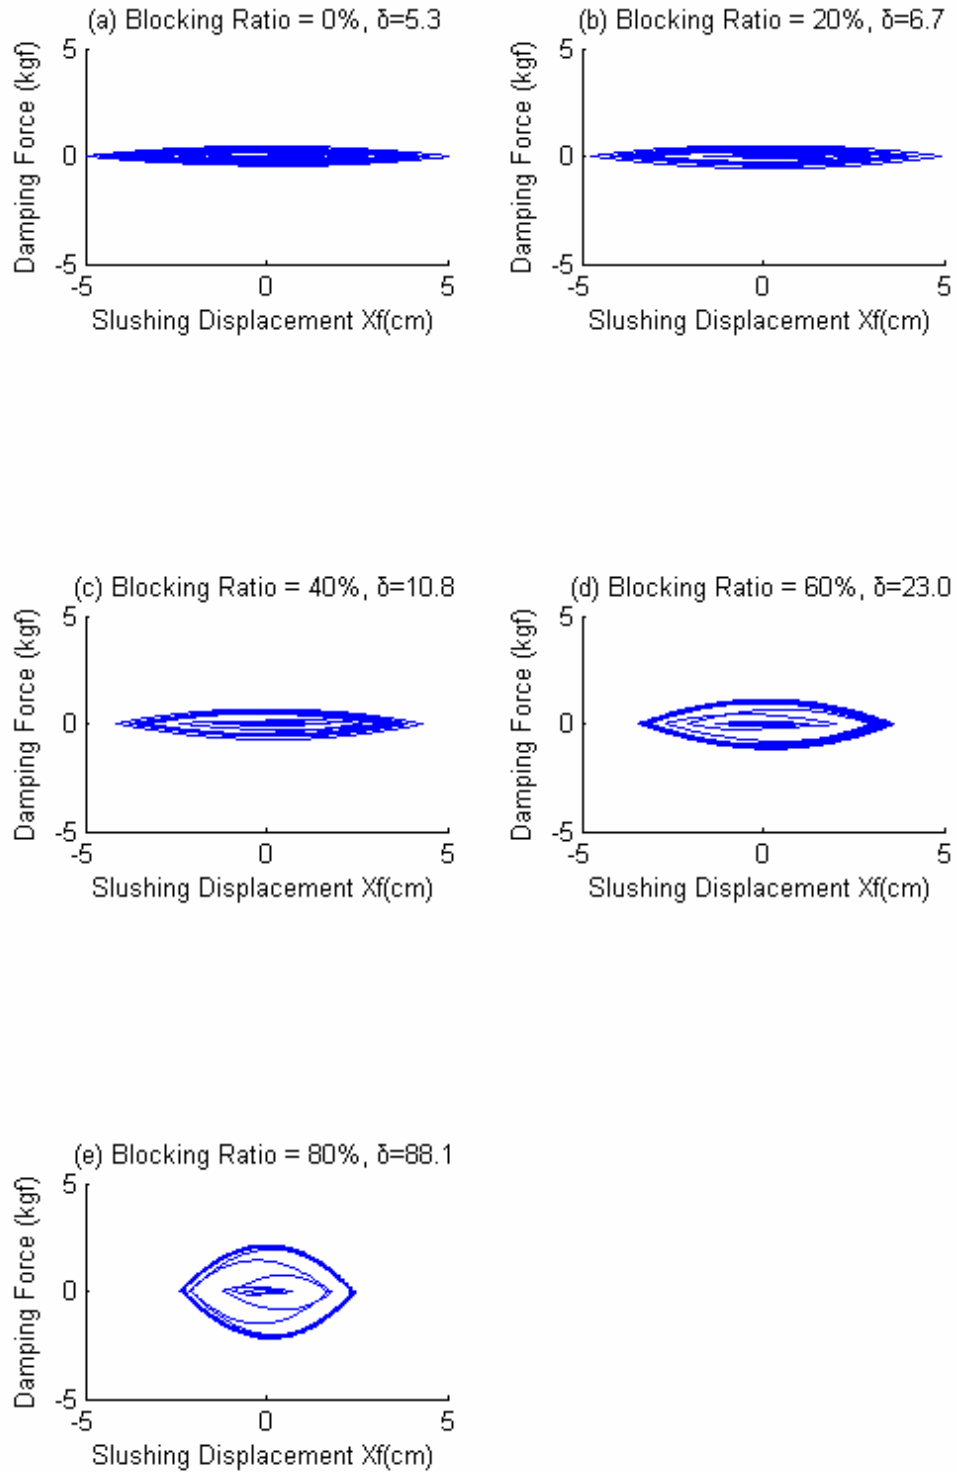 (a) Blocking Ratio = 0%, δ=5.3
5
0
-5
-5
0
5
Damping Force (kgf)
Slushing Displacement Xf(cm)
(b) Blocking Ratio = 20%, δ=6.7
5
0
-5
-5
0
5
Damping Force (kgf)
Slushing Displacement Xf(cm)
(c) Blocking Ratio = 40%, δ=10.8
5
0
-5
-5
0
5
Damping Force (kgf)
Slushing Displacement Xf(cm)
(d) Blocking Ratio = 60%, δ=23.0
5
0
-5
-5
0
5
Damping Force (kgf)
Slushing Displacement Xf(cm)
(e) Blocking Ratio = 80%, δ=88.1
5
0
-5
-5
0
5
Damping Force (kgf)
Slushing Displacement Xf(cm)